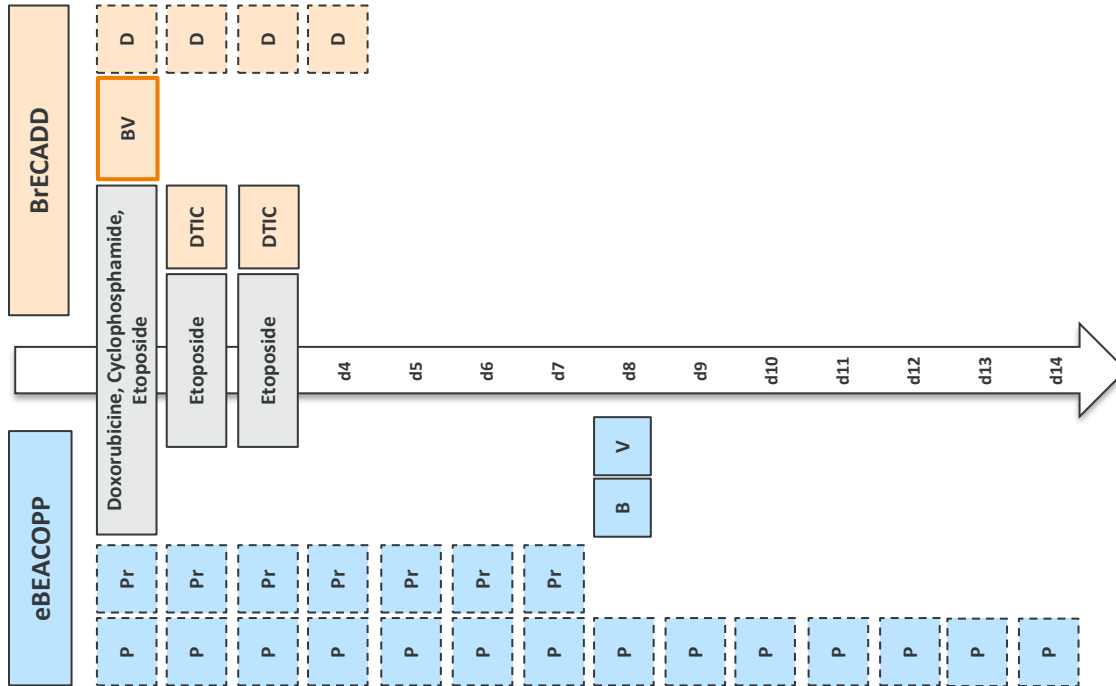 eBEACOPP
BrECADD
P
Pr
Doxorubicine, Cyclophosphamide,
Etoposide
BV
D
P
Pr
Etoposide
DTIC
D
P
Pr
Etoposide
DTIC
D
P
Pr
d4
D
P
Pr
d5
P
Pr
d6
P
Pr
d7
P
B
V
d8
P
d9
P
d10
P
d11
P
d12
P
d13
P
d14